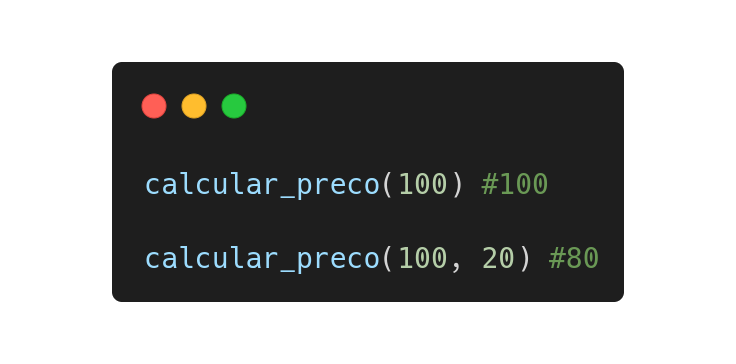 calcular_preco(100) #100
calcular_preco(100, 20) #80